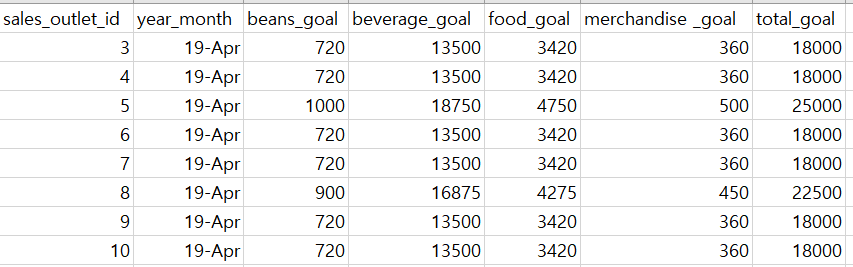 sales_outlet_id year_month beans_goal beverage_goal food_goal merchandise _goal total_goal
3 19-Apr 720 13500 3420 360 18000
4 19-Apr 720 13500 3420 360 18000
5 19-Apr 1000 18750 4750 500 25000
6 19-Apr 720 13500 3420 360 18000
7 19-Apr 720 13500 3420 360 18000
8 19-Apr 900 16875 4275 450 22500
9 19-Apr 720 13500 3420 360 18000
10 19-Apr 720 13500 3420 360 18000